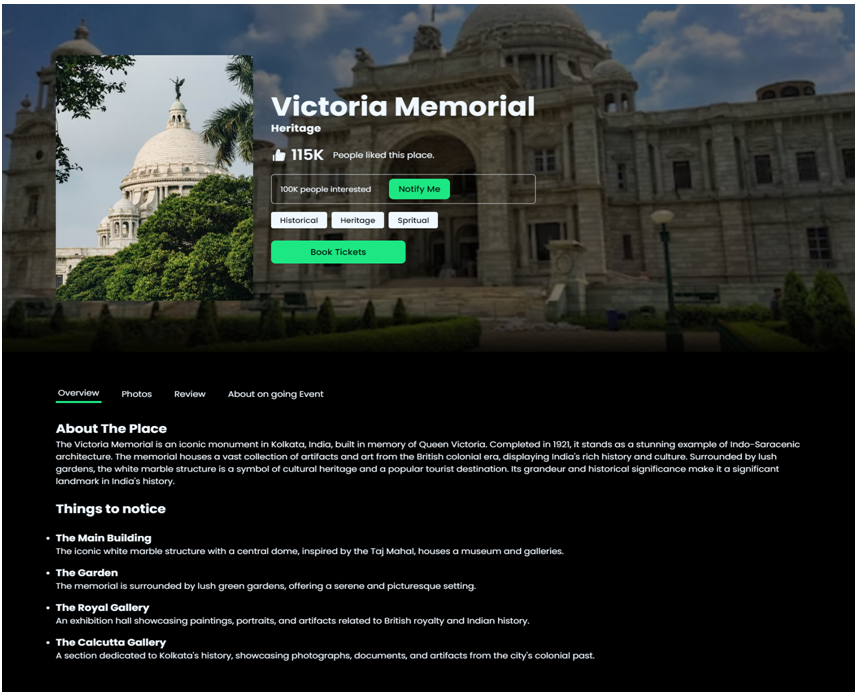 Victoria Memorial
Heritage
115K People liked this place.
100K people interested Notify Me
Historical Heritage Spritual
Book Tickets
Overview Photos Review About on going Event
About The Place
The Victoria Memorial is an iconic monument in Kolkata, India, built in memory of Queen Victoria. Completed in 1921, it stands as a stunning example of Indo-Saracenic
architecture. The memorial houses a vast collection of artifacts and art from the British colonial era, displaying India's rich history and culture. Surrounded by lush
gardens, the white marble structure is a symbol of cultural heritage and a popular tourist destination. Its grandeur and historical significance make it a significant
landmark in India's history.
Things to notice
• The Main Building
The iconic white marble structure with a central dome, inspired by the Taj Mahal, houses a museum and galleries.
• The Garden
The memorial is surrounded by lush green gardens, offering a serene and picturesque setting.
• The Royal Gallery
An exhibition hall showcasing paintings, portraits, and artifacts related to British royalty and Indian history.
• The Calcutta Gallery
A section dedicated to Kolkata's history, showcasing photographs, documents, and artifacts from the city's colonial past.